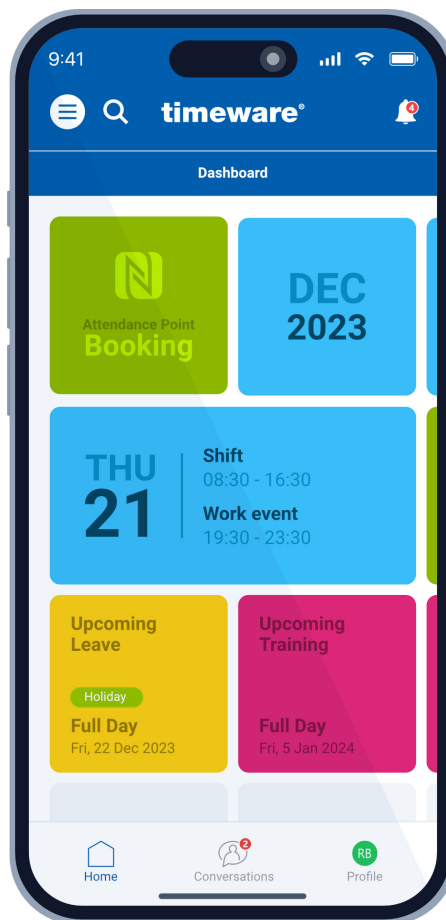 9:41
timeware®
4
Dashboard
Attendance Point
Booking
DEC
2023
THU
21
Shift
08:30 - 16:30
Work event
19:30 - 23:30
Upcoming
Leave
Holiday
Full Day
Fri, 22 Dec 2023
Upcoming
Training
Full Day
Fri, 5 Jan 2024
Home
2
Conversations
RB
Profile